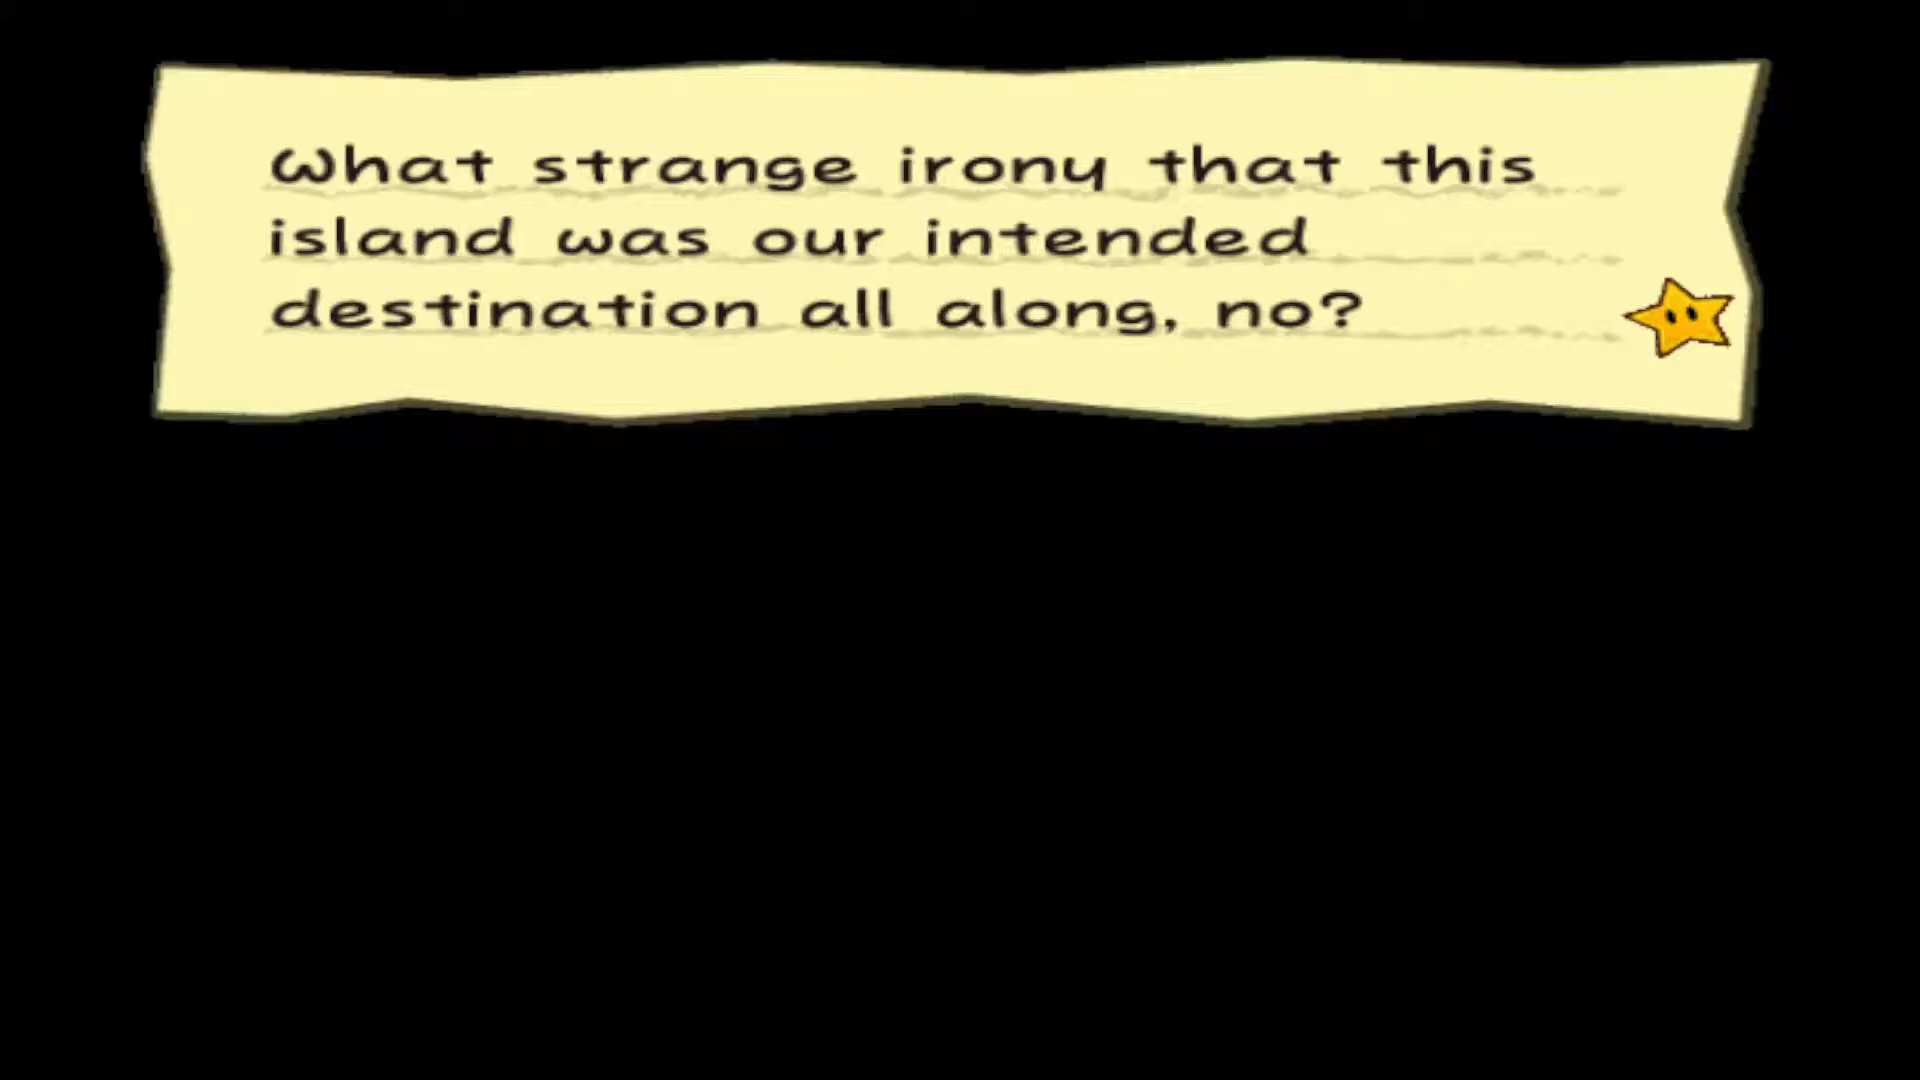 What strange irony that this
island was our intended
destination all along, no?